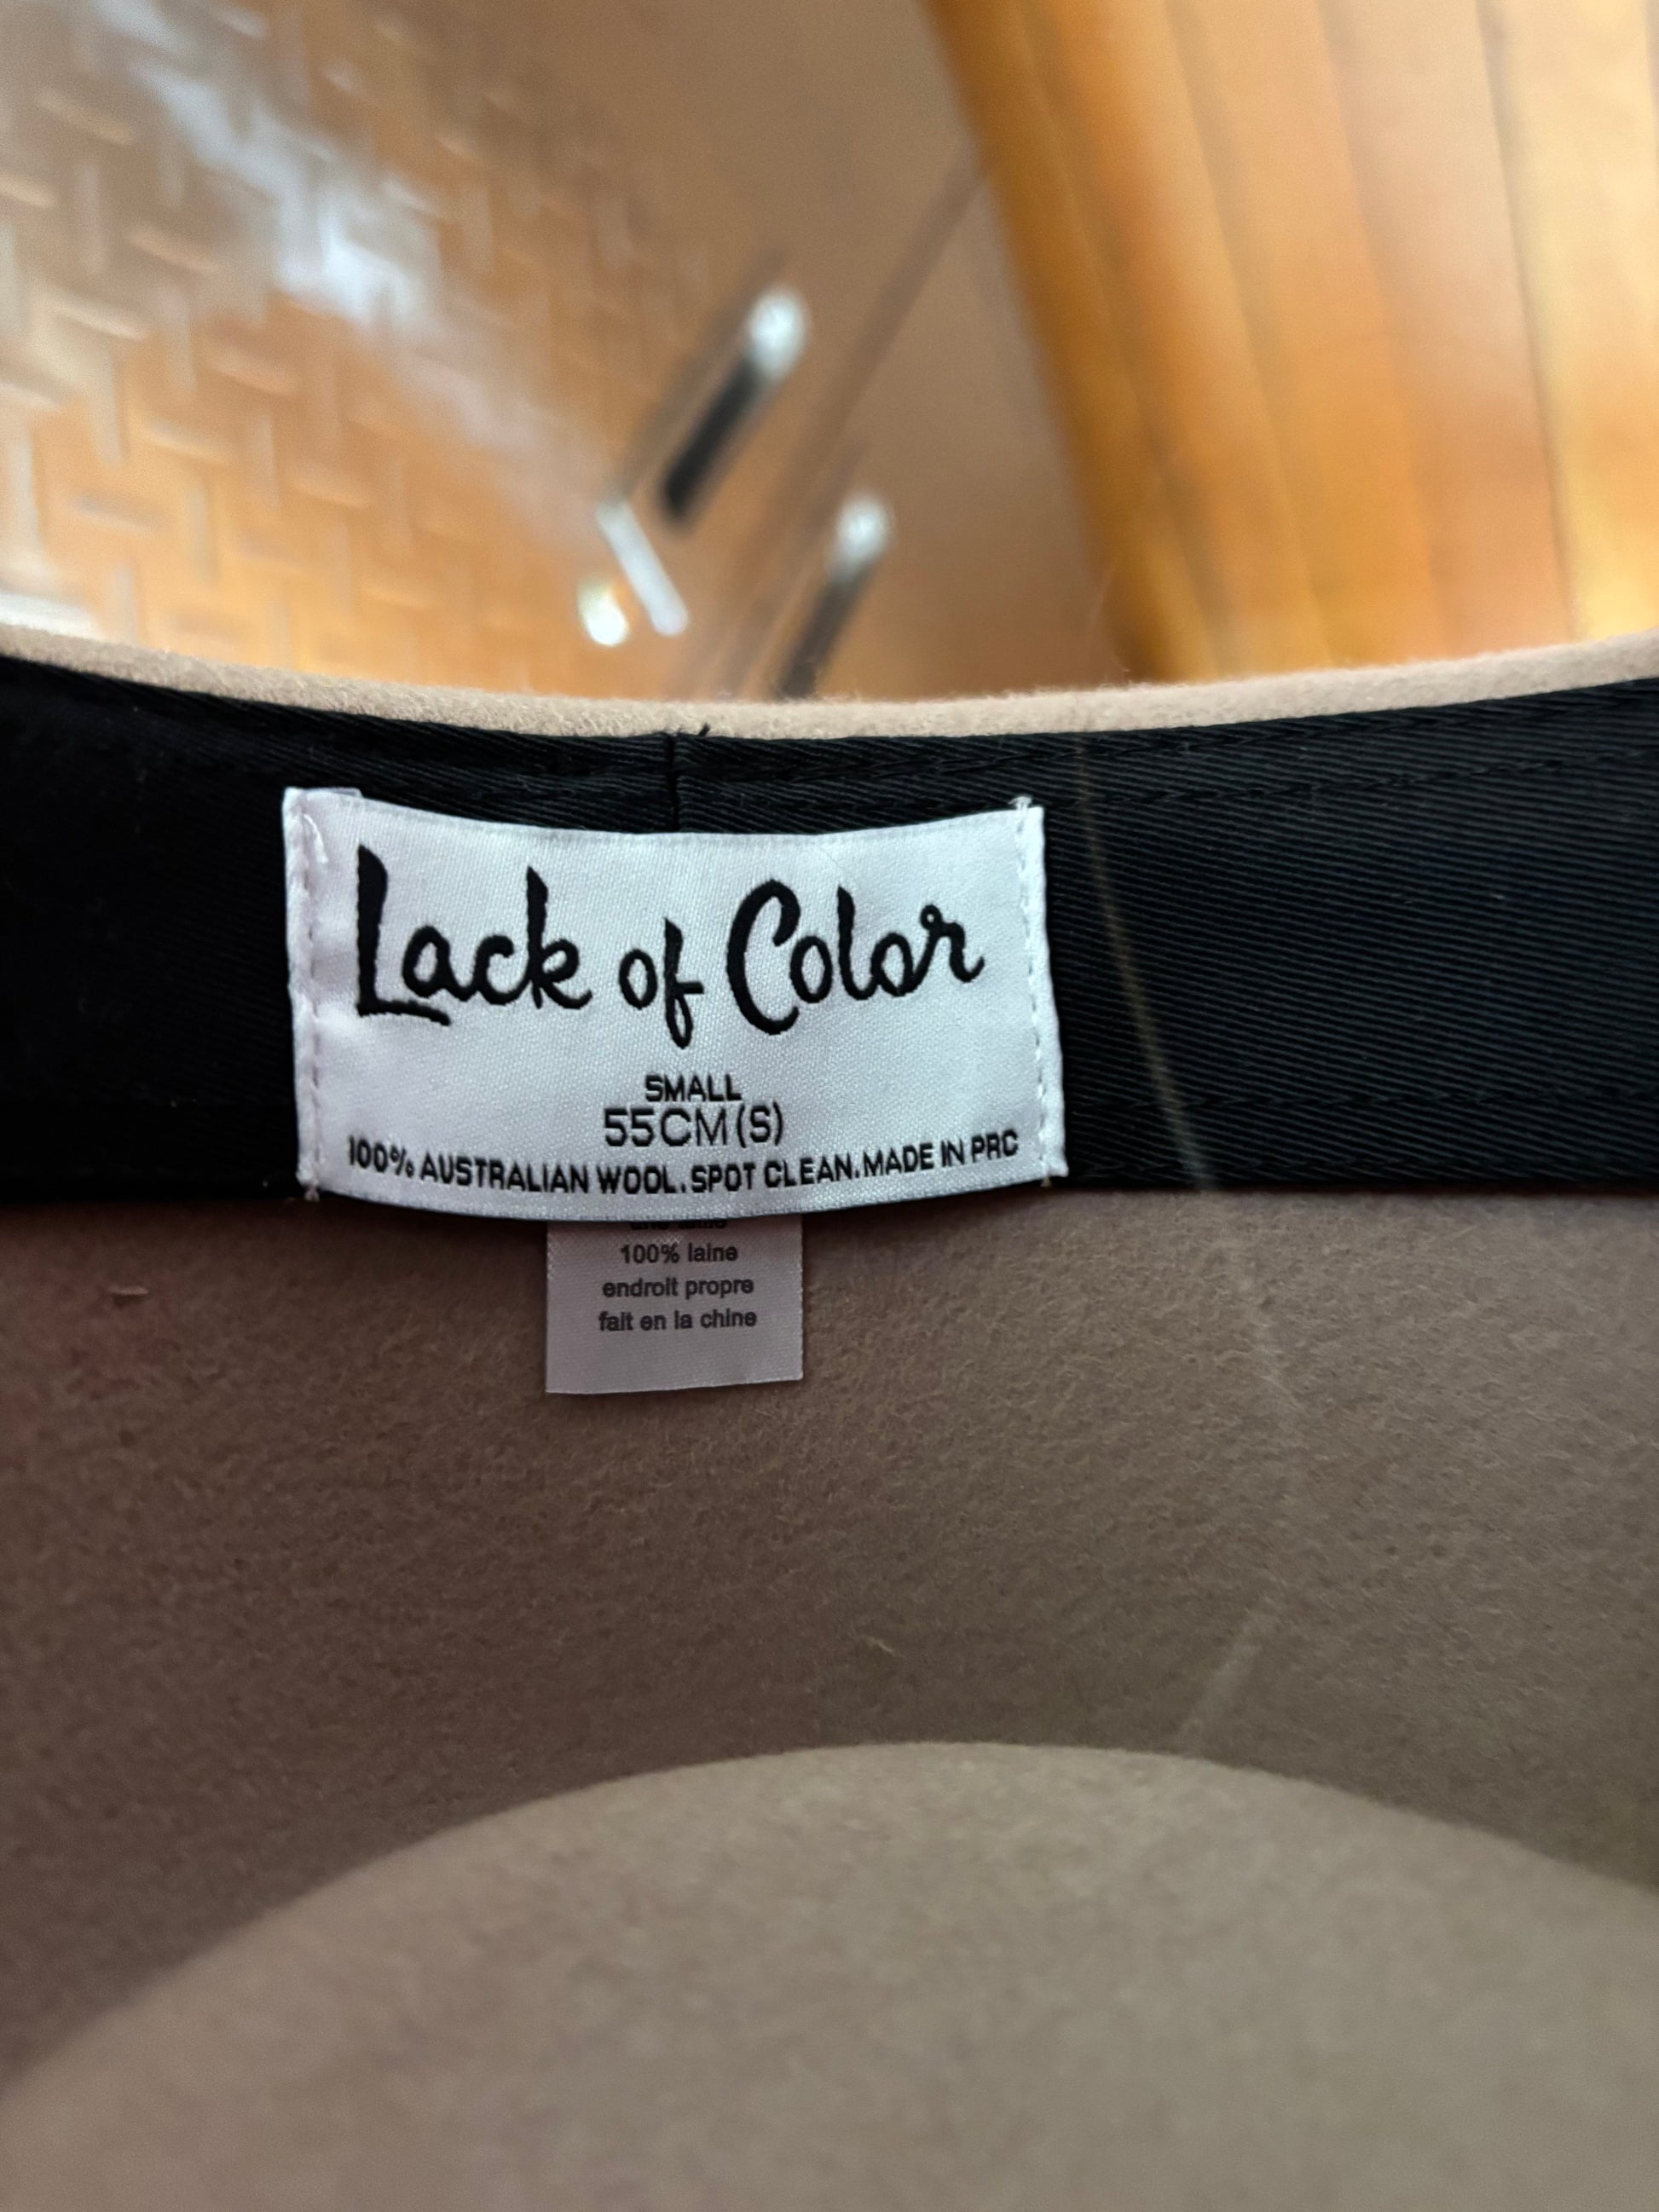 Lack of Color
SMALL
55CM(S)
100% AUSTRALIAN WOOL.SPOT CLEAN.MADE IN PRC
100% laine
endroit propre
fait en la chine